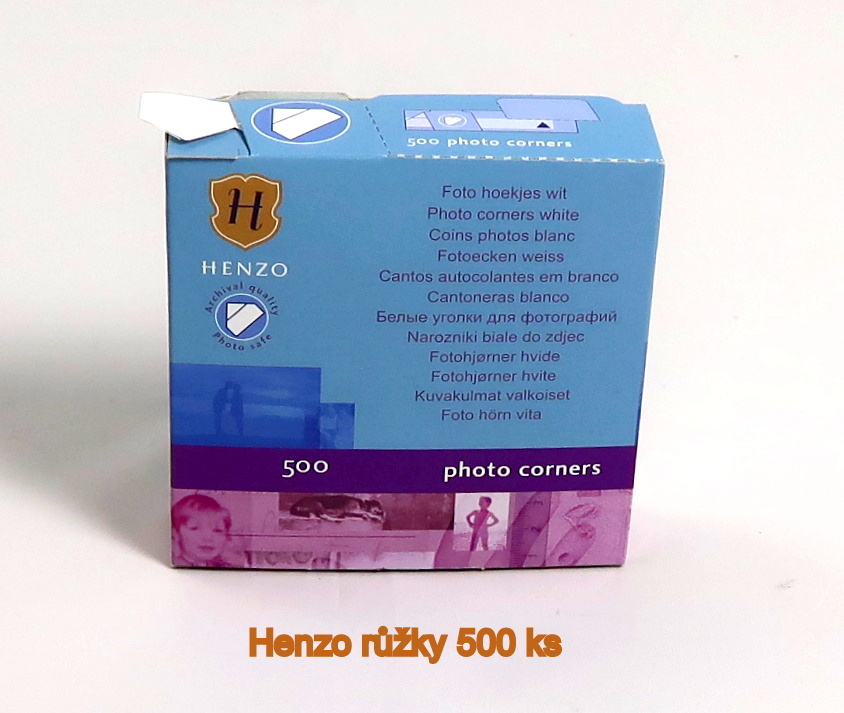 500 photo corners
H
HENZO
Archival quality
Photo safe
Foto hoekjes wit
Photo corners white
Coins photos blanc
Fotoecken weiss
Cantos autocolantes em branco
Cantoneras blanco
Белые уголки для фотографий
Narozniki biale do zdjec
Fotohjørner hvide
Fotohjørner hvite
Kuvakulmat valkoiset
Foto hörn vita
500 photo corners
Henzo růžky 500 ks